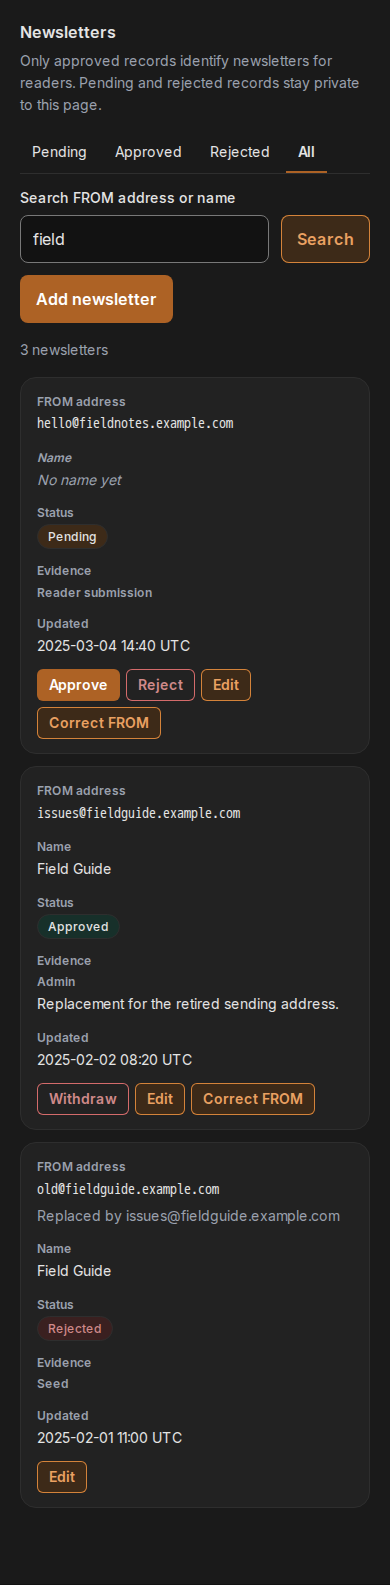 Newsletters
Only approved records identify newsletters for
readers. Pending and rejected records stay private
to this page.
Pending Approved Rejected All
Search FROM address or name
field Search
Add newsletter
3 newsletters
FROM address
hello@fieldnotes.example.com
Name
No name yet
Status
Pending
Evidence
Reader submission
Updated
2025-03-04 14:40 UTC
Approve Reject Edit
Correct FROM
FROM address
issues@fieldguide.example.com
Name
Field Guide
Status
Approved
Evidence
Admin
Replacement for the retired sending address.
Updated
2025-02-02 08:20 UTC
Withdraw Edit Correct FROM
FROM address
old@fieldguide.example.com
Replaced by issues@fieldguide.example.com
Name
Field Guide
Status
Rejected
Evidence
Seed
Updated
2025-02-01 11:00 UTC
Edit